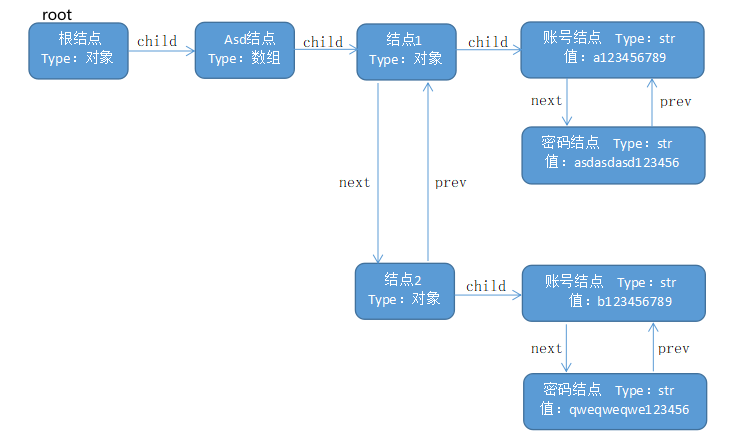 root
根结点
Type：对象
child
Asd结点
Type：数组
child
结点1
Type：对象
child
账号结点 Type：str
值：a123456789
next
prev
密码结点 Type：str
值：asdasdasd123456
next
prev
结点2
Type：对象
child
账号结点 Type：str
值：b123456789
next
prev
密码结点 Type：str
值：qweqweqwe123456